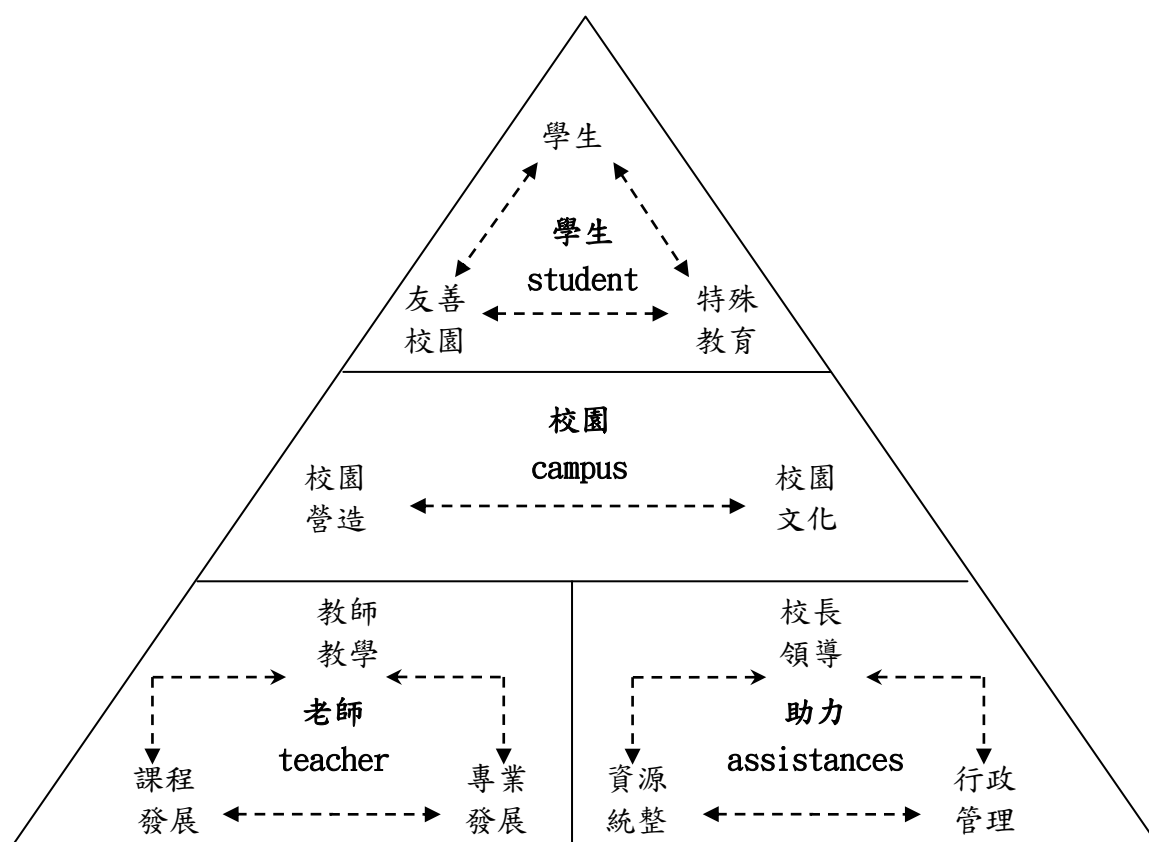 學生
學生
student
友善
校園
特殊
教育
校園
campus
校園
營造
校園
文化
教師
教學
老師
teacher
課程
發展
專業
發展
校長
領導
助力
assistances
資源
統整
行政
管理